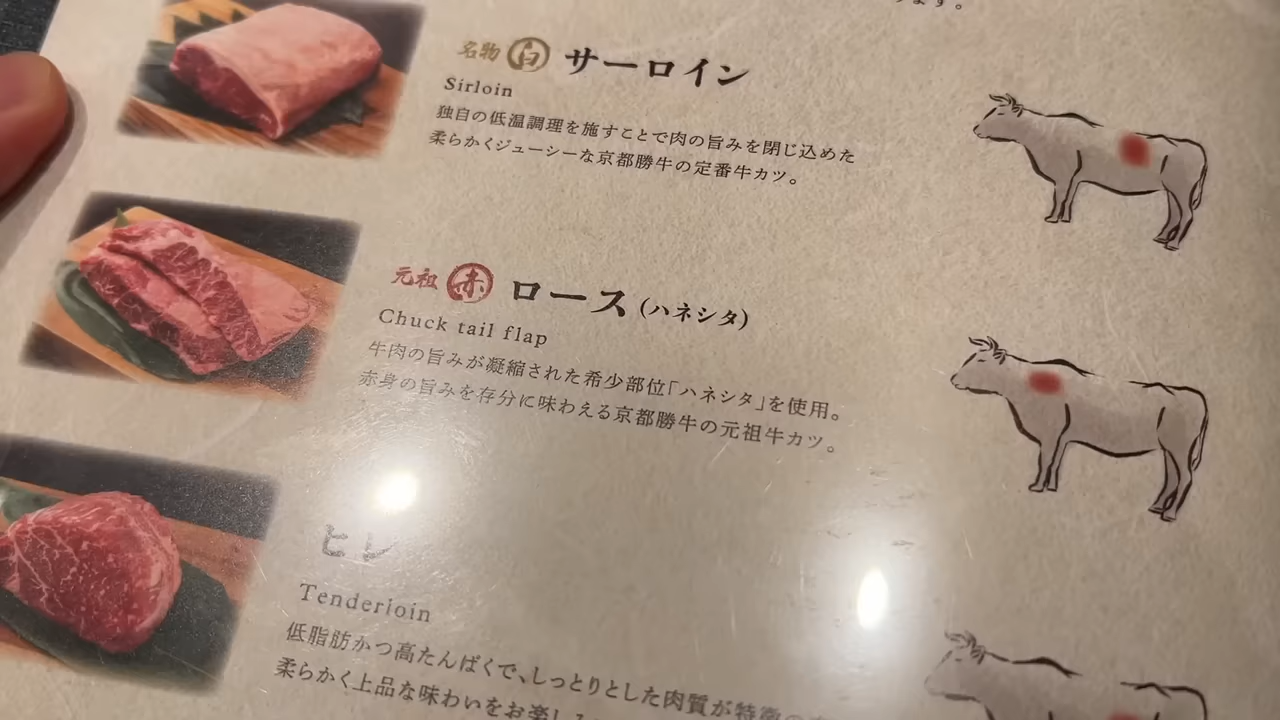 ます。
名物 白 サーロイン
Sirloin
独自の低温調理を施すことで肉の旨みを閉じ込めた
柔らかくジューシーな京都勝牛の定番牛カツ。
元祖 赤 ロース(ハネシタ)
Chuck tail flap
牛肉の旨みが凝縮された希少部位「ハネシタ」を使用。
赤身の旨みを存分に味わえる京都勝牛の元祖牛カツ。
ヒレ
Tenderloin
低脂肪かつ高たんぱくで、しっとりとした肉質が特徴の
柔らかく上品な味わいをお楽し